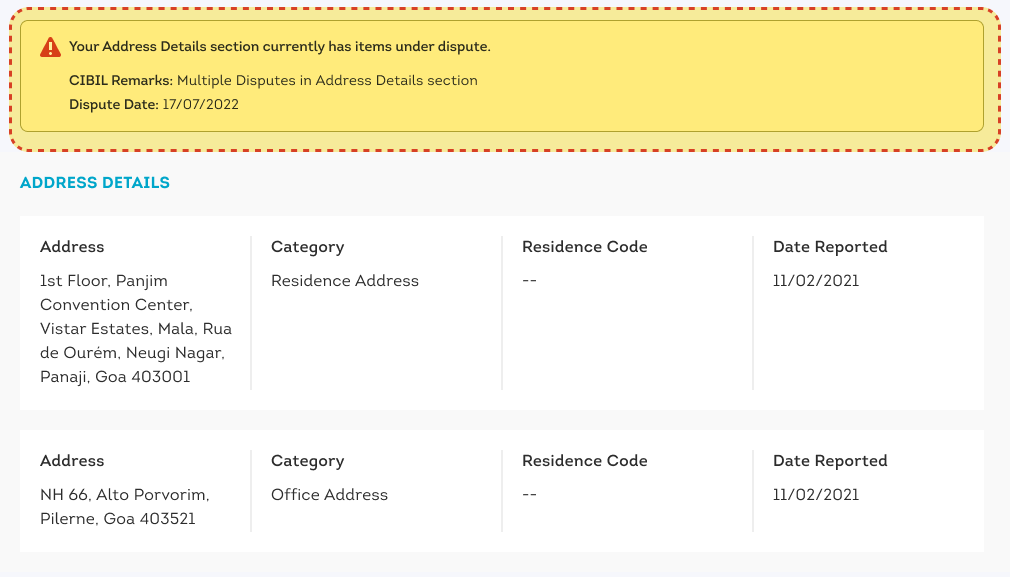 Your Address Details section currently has items under dispute.
CIBIL Remarks: Multiple Disputes in Address Details section
Dispute Date: 17/07/2022
ADDRESS DETAILS
Address
1st Floor, Panjim
Convention Center,
Vistar Estates, Mala, Rua
de Ourém, Neugi Nagar,
Panaji, Goa 403001
Category
Residence Address
Residence Code
--
Date Reported
11/02/2021
Address
NH 66, Alto Porvorim,
Pilerne, Goa 403521
Category
Office Address
Residence Code
--
Date Reported
11/02/2021